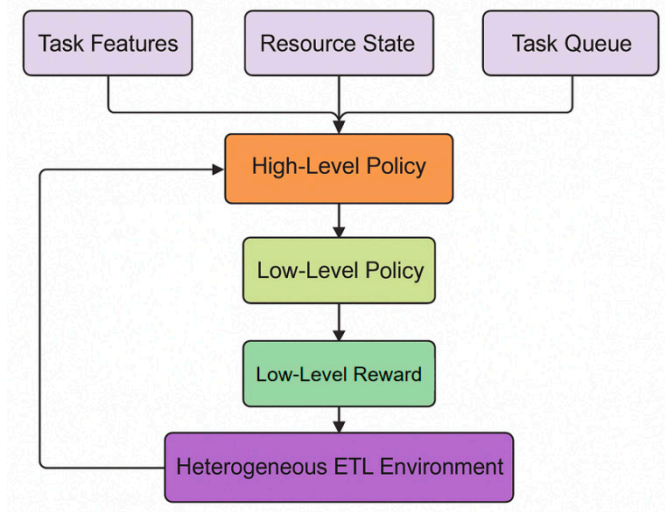 Task Features
Resource State
Task Queue
High-Level Policy
Low-Level Policy
Low-Level Reward
Heterogeneous ETL Environment